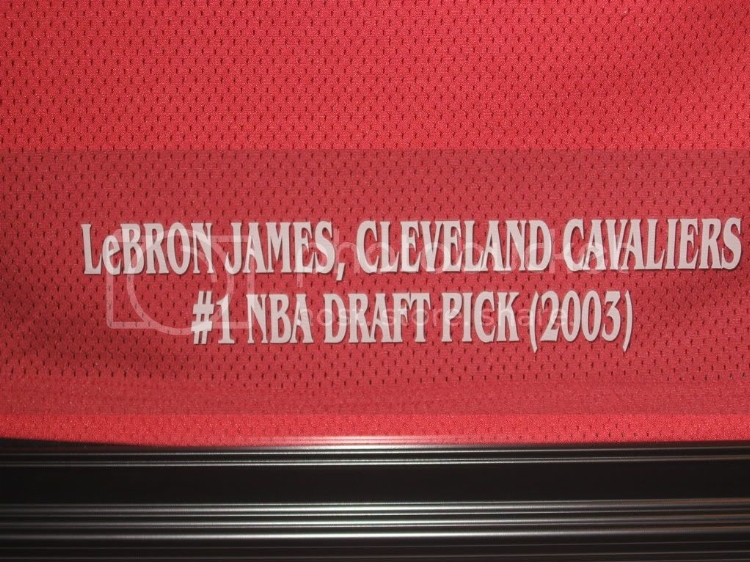 LeBRON JAMES, CLEVELAND CAVALIERS
#1 NBA DRAFT PICK (2003)